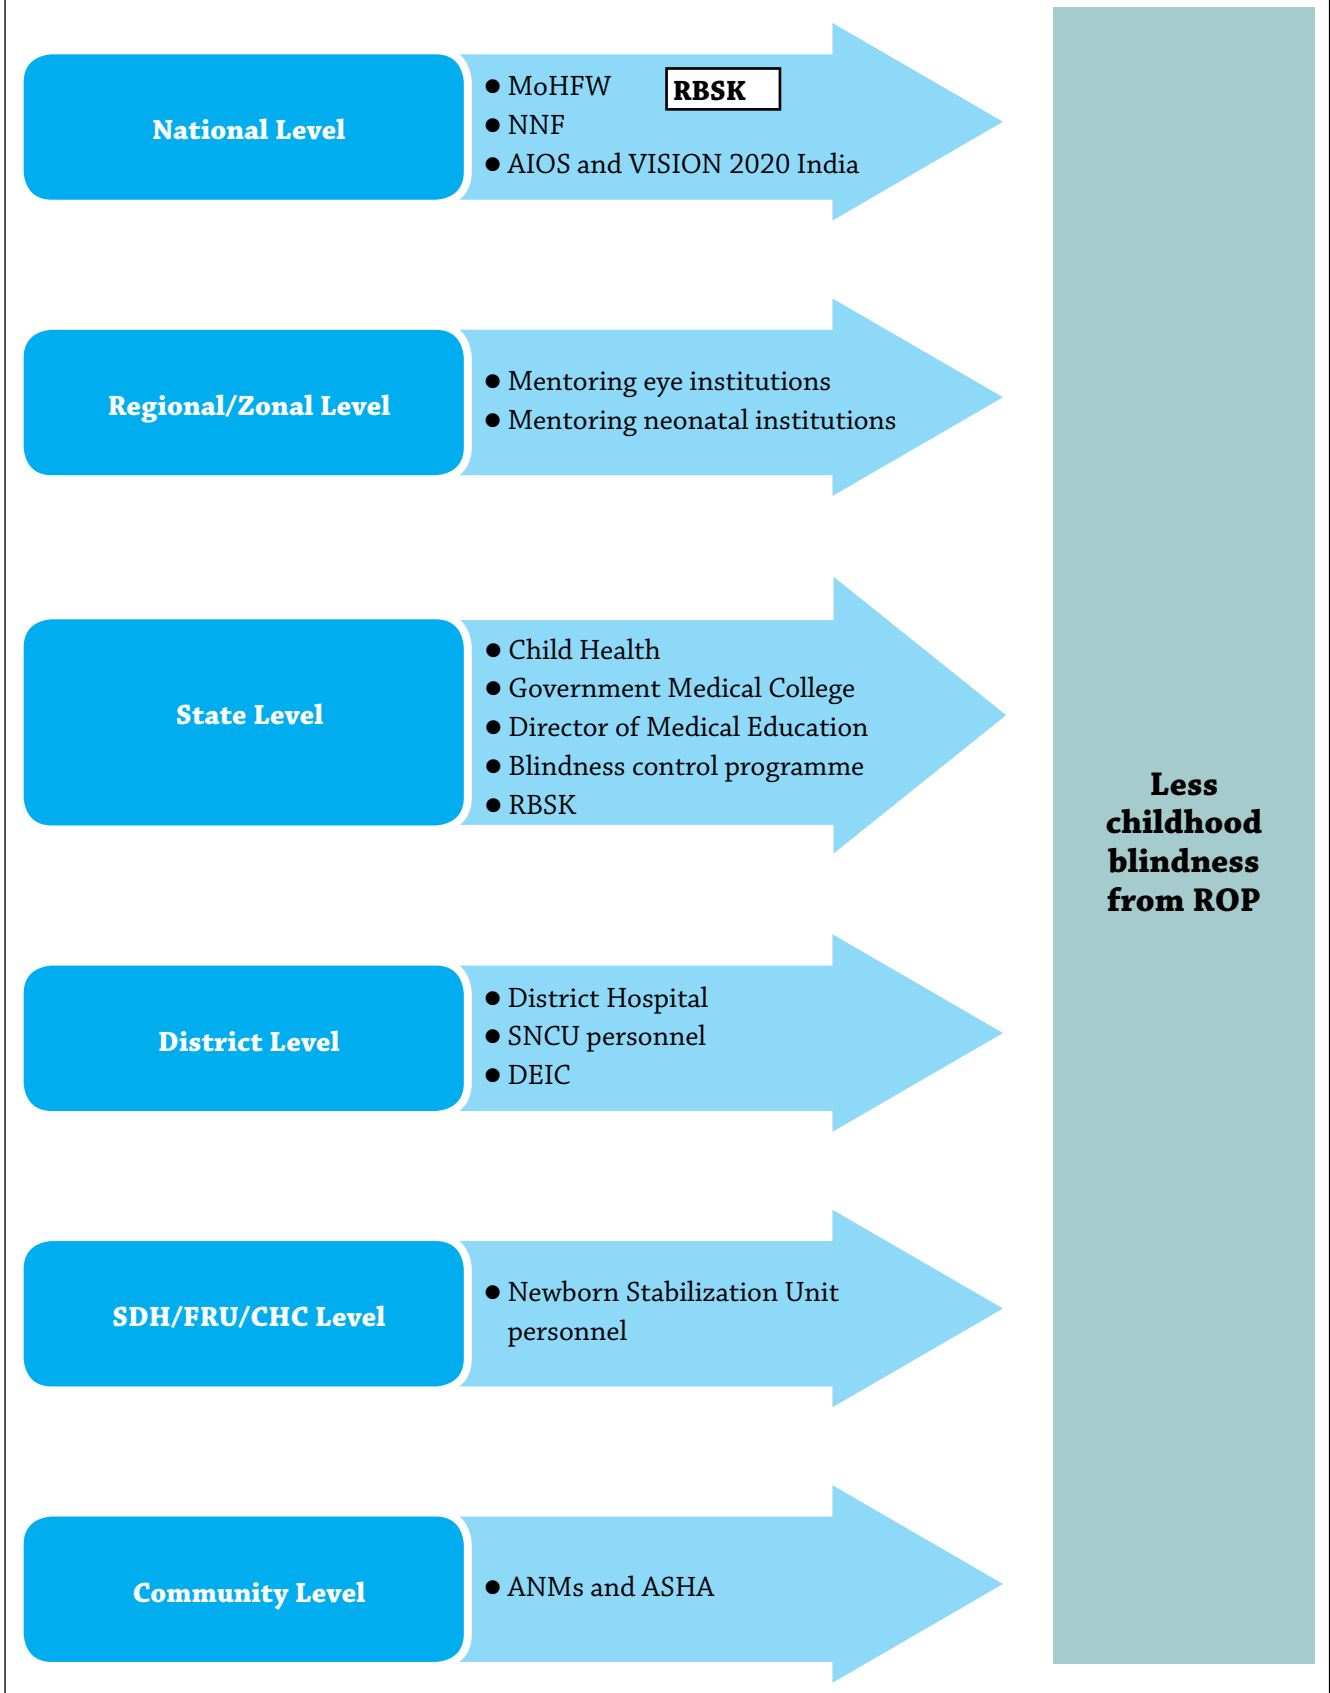 National Level
● MoHFW RBSK
● NNF
● AIOS and VISION 2020 India
Regional/Zonal Level
● Mentoring eye institutions
● Mentoring neonatal institutions
State Level
● Child Health
● Government Medical College
● Director of Medical Education
● Blindness control programme
● RBSK
District Level
● District Hospital
● SNCU personnel
● DEIC
SDH/FRU/CHC Level
● Newborn Stabilization Unit
personnel
Community Level
● ANMs and ASHA
Less
childhood
blindness
from ROP